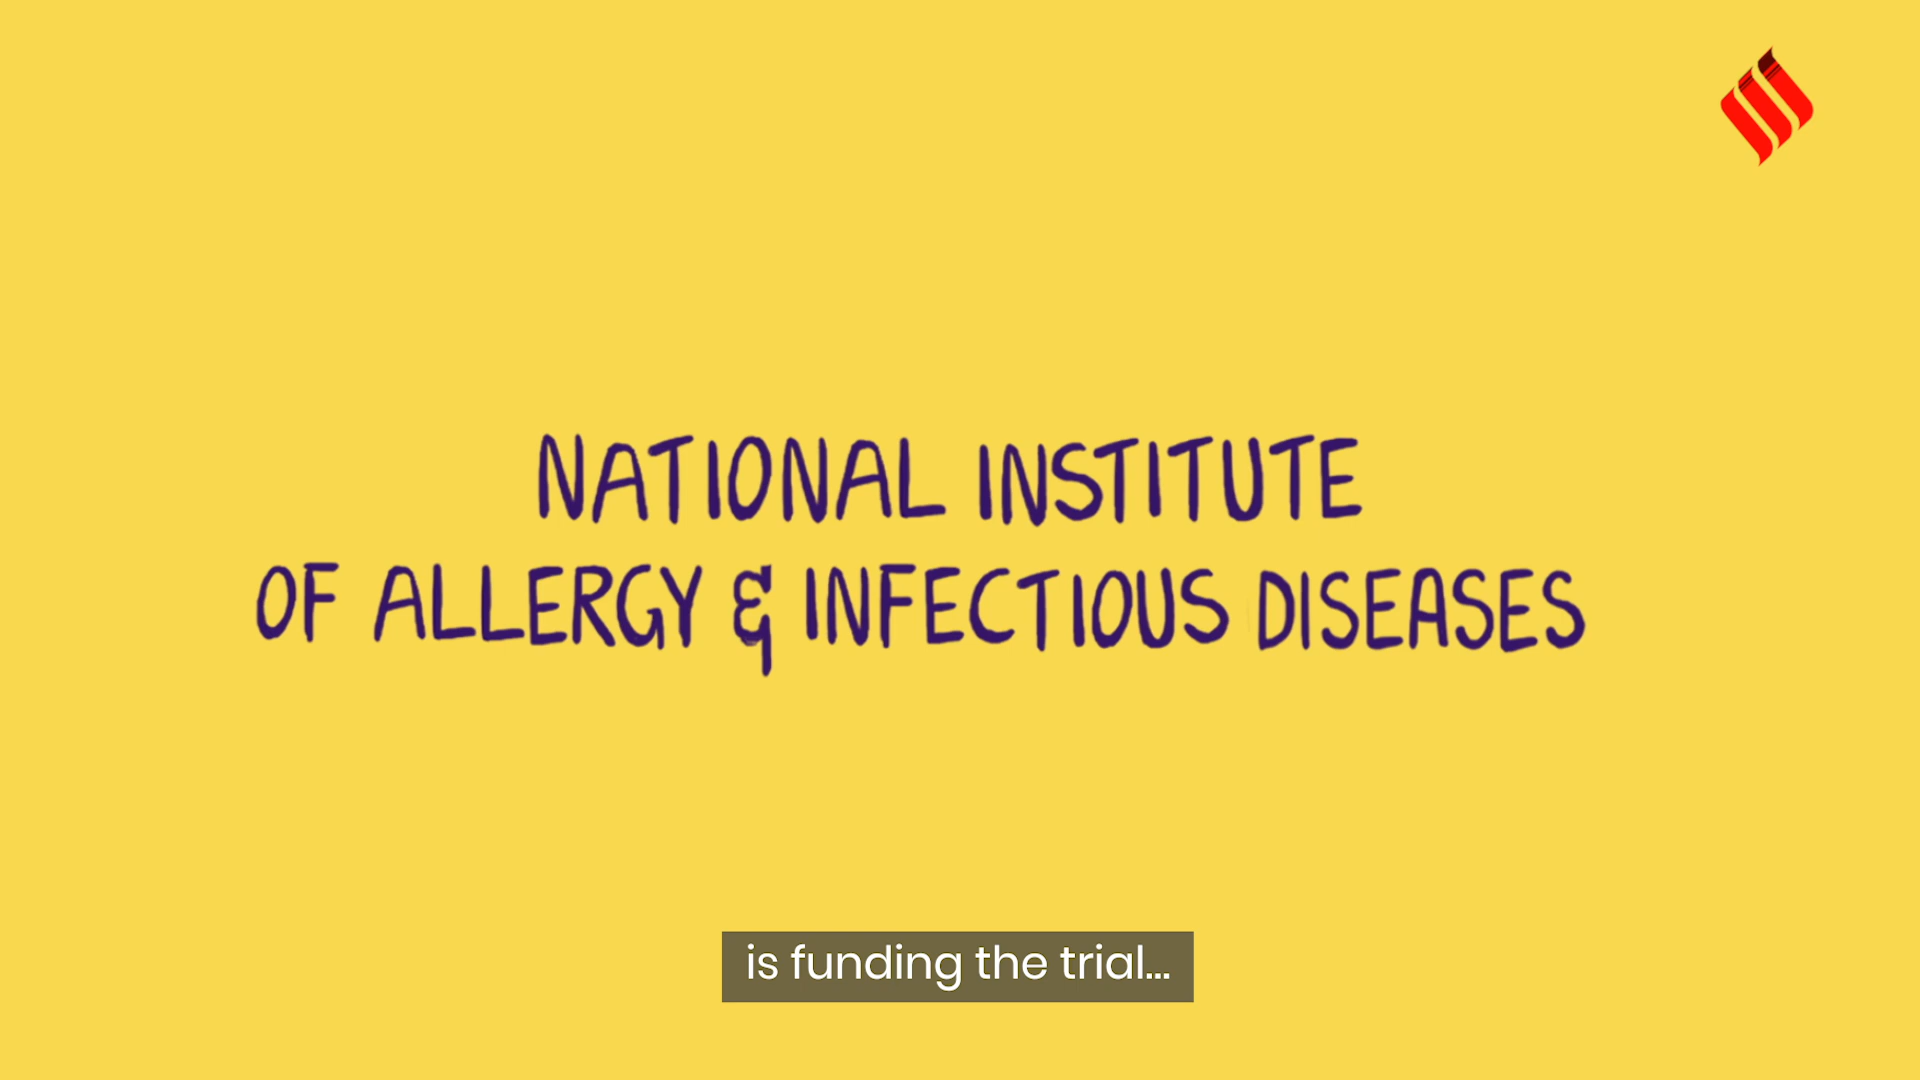 NATIONAL INSTITUTE
OF ALLERGY & INFECTIOUS DISEASES
is funding the trial...